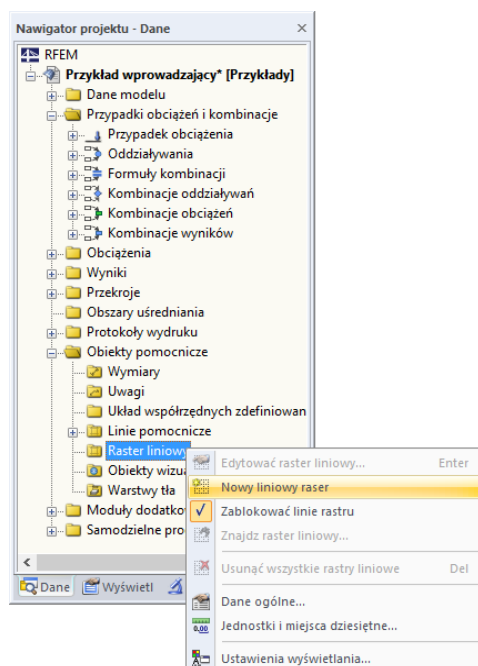 Nawigator projektu - Dane
RFEM
Przykład wprowadzający* [Przykłady]
Dane modelu
Przypadki obciążeń i kombinacje
Przypadek obciążenia
Oddziaływania
Formuły kombinacji
Kombinacje oddziaływań
Kombinacje obciążeń
Kombinacje wyników
Obciążenia
Wyniki
Przekroje
Obszary uśredniania
Protokoły wydruku
Obiekty pomocnicze
Wymiary
Uwagi
Układ współrzędnych zdefiniowan
Linie pomocnicze
Raster liniowy
Obiekty wizua
Warstwy tła
Moduły dodatko
Samodzielne pro
Dane Wyświetl
Edytować raster liniowy... Enter
Nowy liniowy raser
Zablokować linie rastru
Znajdz raster liniowy...
Usunąć wszystkie rastry liniowe Del
Dane ogólne...
0,00 Jednostki i miejsca dziesiętne...
Ustawienia wyświetlania...